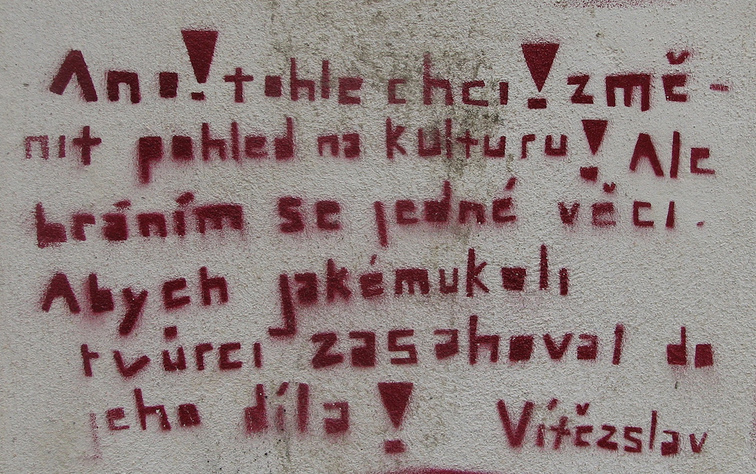 Ano! tohle chci! změ-
nit pohled na kulturu! Ale
bráním se jedné věci.
Abych jakémukoli
tvůrci zasahoval do
jeho díla! Vítězslav